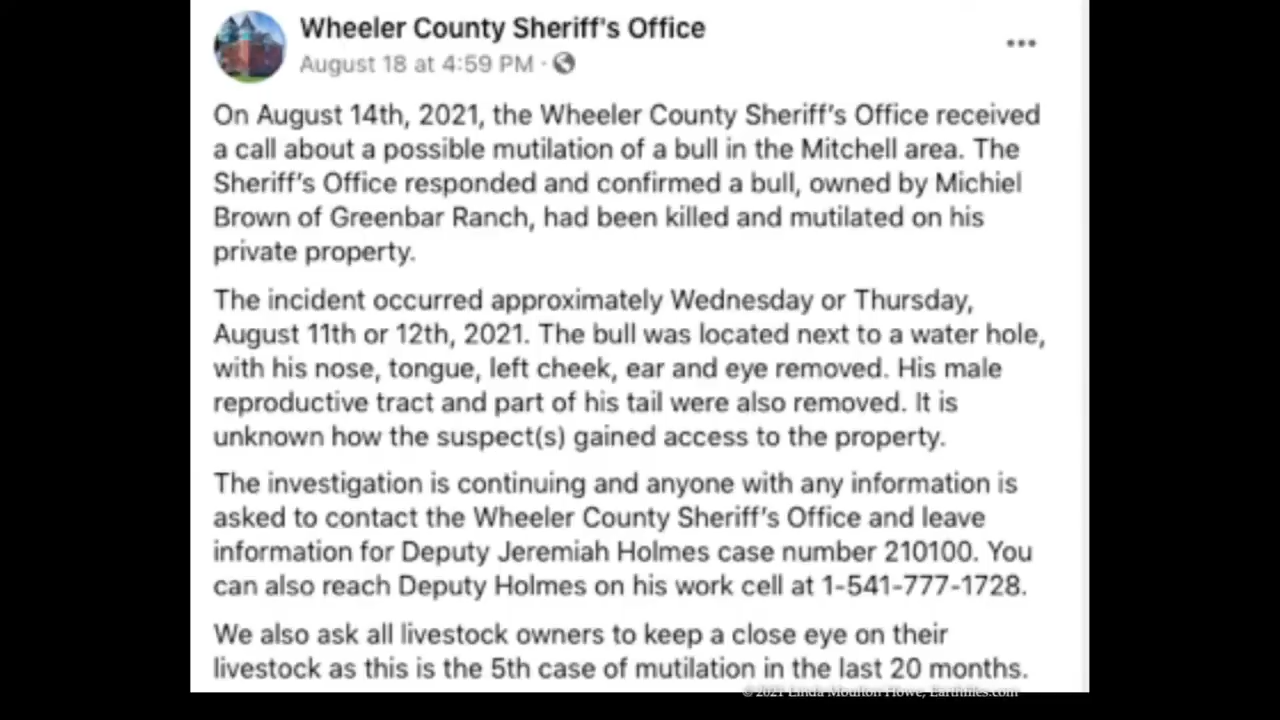 Wheeler County Sheriff's Office
August 18 at 4:59 PM ·
On August 14th, 2021, the Wheeler County Sheriff's Office received
a call about a possible mutilation of a bull in the Mitchell area. The
Sheriff's Office responded and confirmed a bull, owned by Michiel
Brown of Greenbar Ranch, had been killed and mutilated on his
private property.
The incident occurred approximately Wednesday or Thursday,
August 11th or 12th, 2021. The bull was located next to a water hole,
with his nose, tongue, left cheek, ear and eye removed. His male
reproductive tract and part of his tail were also removed. It is
unknown how the suspect(s) gained access to the property.
The investigation is continuing and anyone with any information is
asked to contact the Wheeler County Sheriff's Office and leave
information for Deputy Jeremiah Holmes case number 210100. You
can also reach Deputy Holmes on his work cell at 1-541-777-1728.
We also ask all livestock owners to keep a close eye on their
livestock as this is the 5th case of mutilation in the last 20 months.
© 2021 Linda Moulton Howe, Earthfiles.com